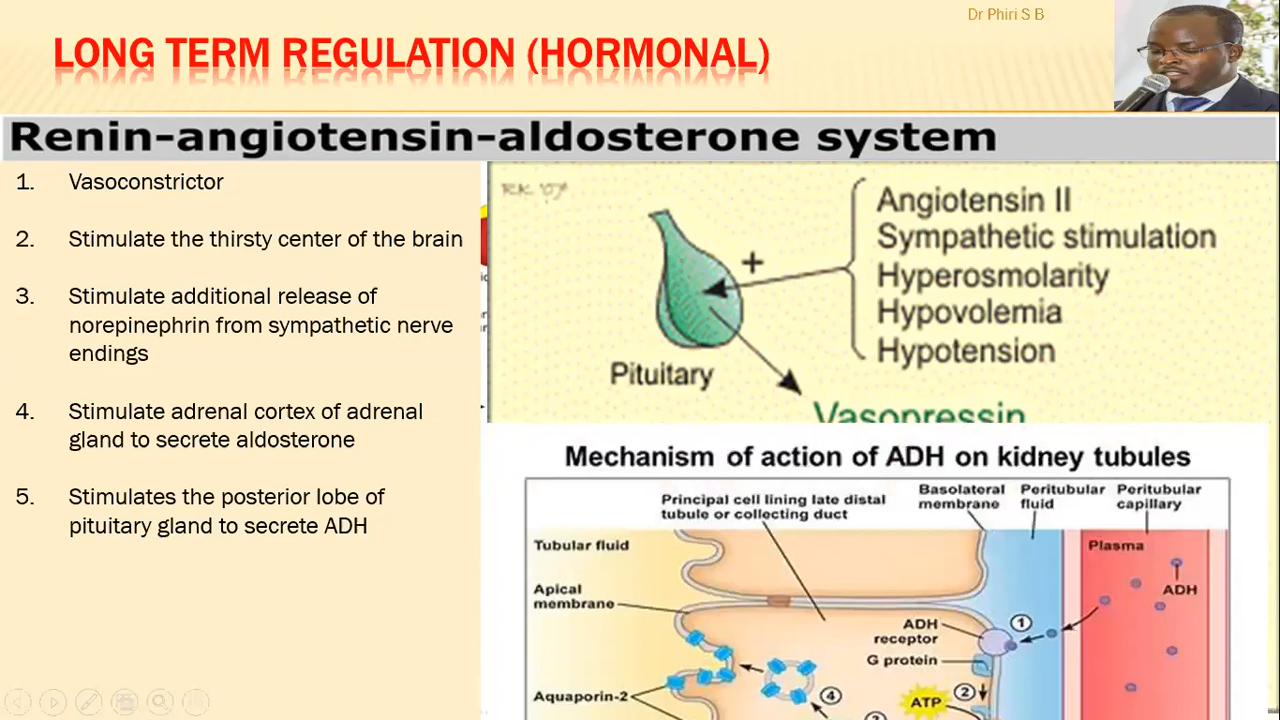 Dr Phiri S B
LONG TERM REGULATION (HORMONAL)
Renin-angiotensin-aldosterone system
1. Vasoconstrictor
2. Stimulate the thirsty center of the brain
3. Stimulate additional release of
norepinephrin from sympathetic nerve
endings
4. Stimulate adrenal cortex of adrenal
gland to secrete aldosterone
5. Stimulates the posterior lobe of
pituitary gland to secrete ADH
RK '07
+
Angiotensin II
Sympathetic stimulation
Hyperosmolarity
Hypovolemia
Hypotension
Pituitary
Vasopressin
Mechanism of action of ADH on kidney tubules
Principal cell lining late distal
tubule or collecting duct
Basolateral
membrane
Peritubular
fluid
Peritubular
capillary
Tubular fluid
Plasma
Apical
membrane
ADH
ADH
receptor
1
G protein
2
ATP
Aquaporin-2
4